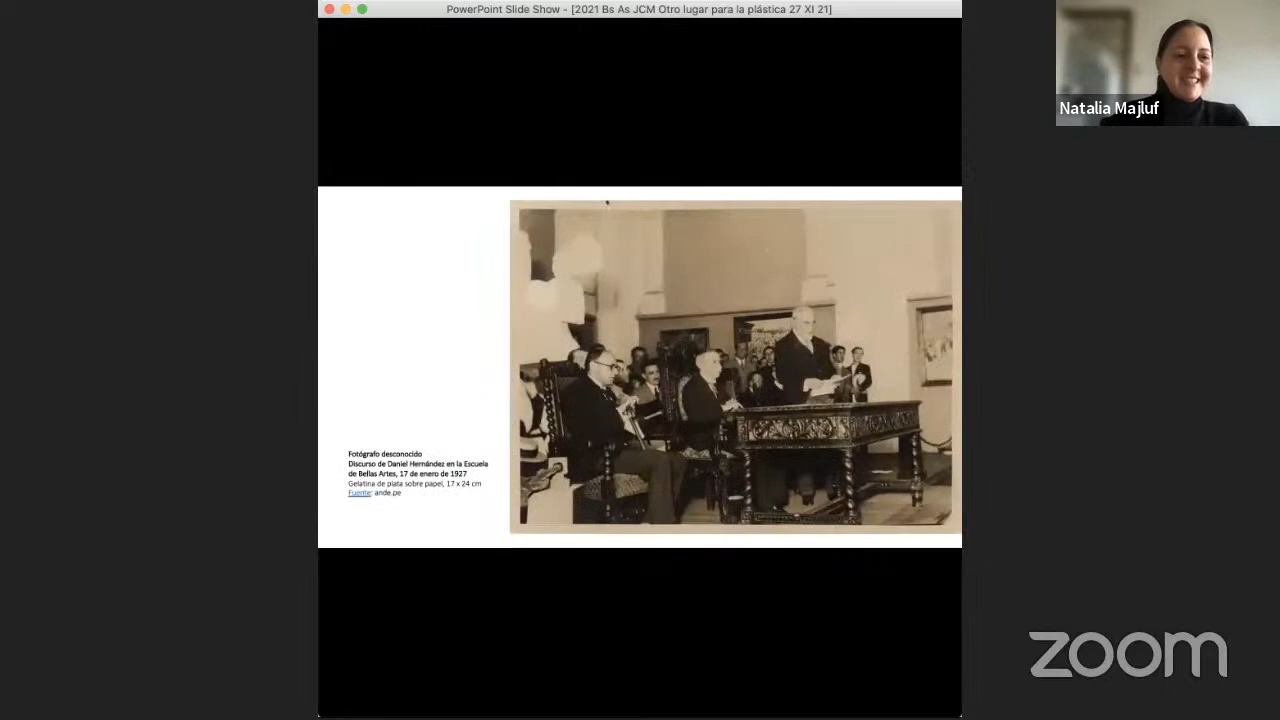 PowerPoint Slide Show - [2021 Bs As JCM Otro lugar para la plástica 27 XI 21]
Natalia Majluf
Fotógrafo desconocido
Discurso de Daniel Hernández en la Escuela
de Bellas Artes, 17 de enero de 1927
Gelatina de plata sobre papel, 17 x 24 cm
Fuente: ande.pe
zoom